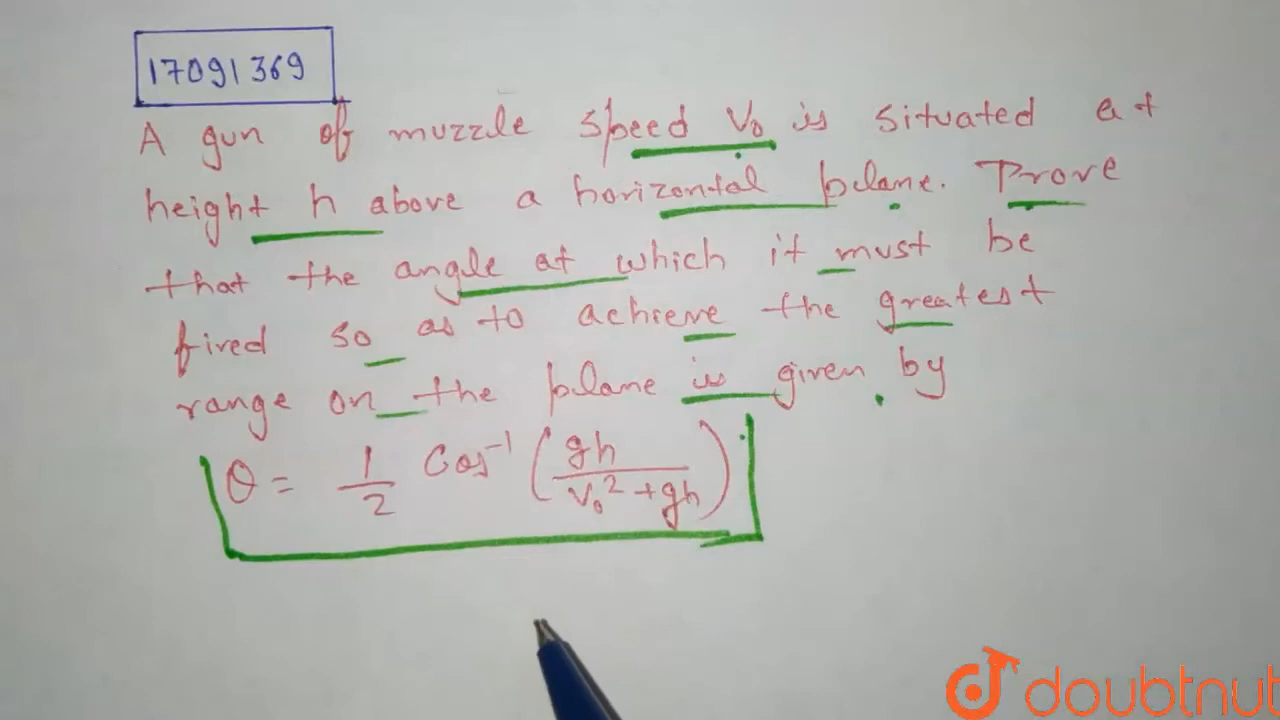 17091369
A gun of muzzle speed V₀ is situated at
height h above a horizontal plane. Prove
that the angle at which it must be
fired so as to achieve the greatest
range on the plane is given by
θ = 1/2 Cos⁻¹ (gh / V₀² + gh)
doubtnut